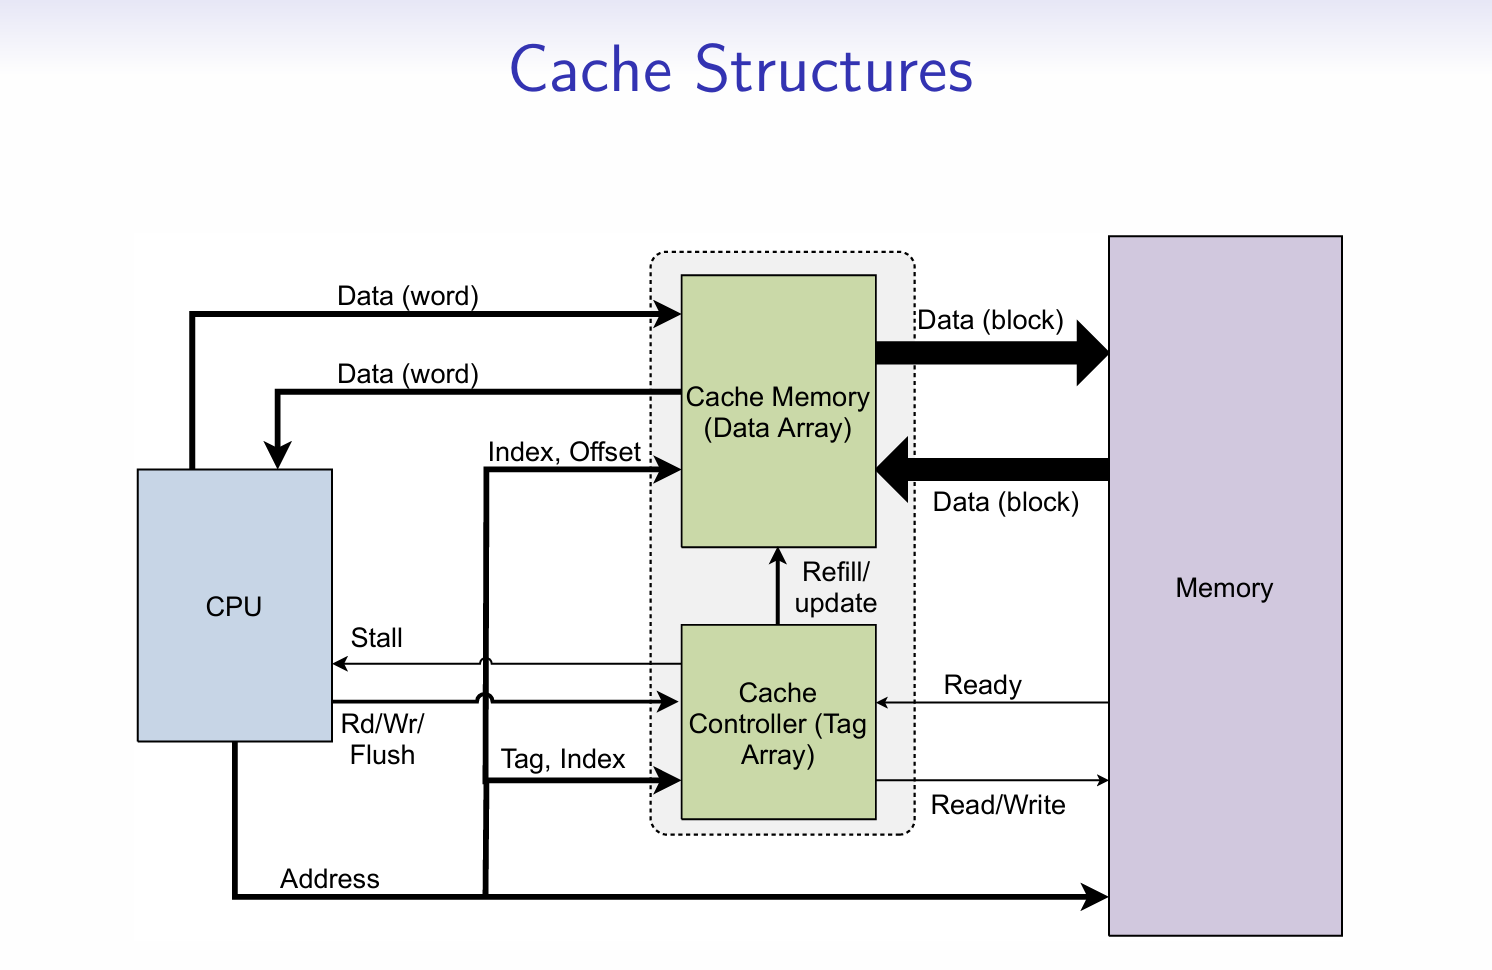 Cache Structures
Data (word)
Data (block)
Data (word)
Cache Memory
(Data Array)
Index, Offset
Data (block)
Refill/
update
CPU
Memory
Stall
Ready
Cache
Controller (Tag
Array)
Rd/Wr/
Flush
Tag, Index
Read/Write
Address